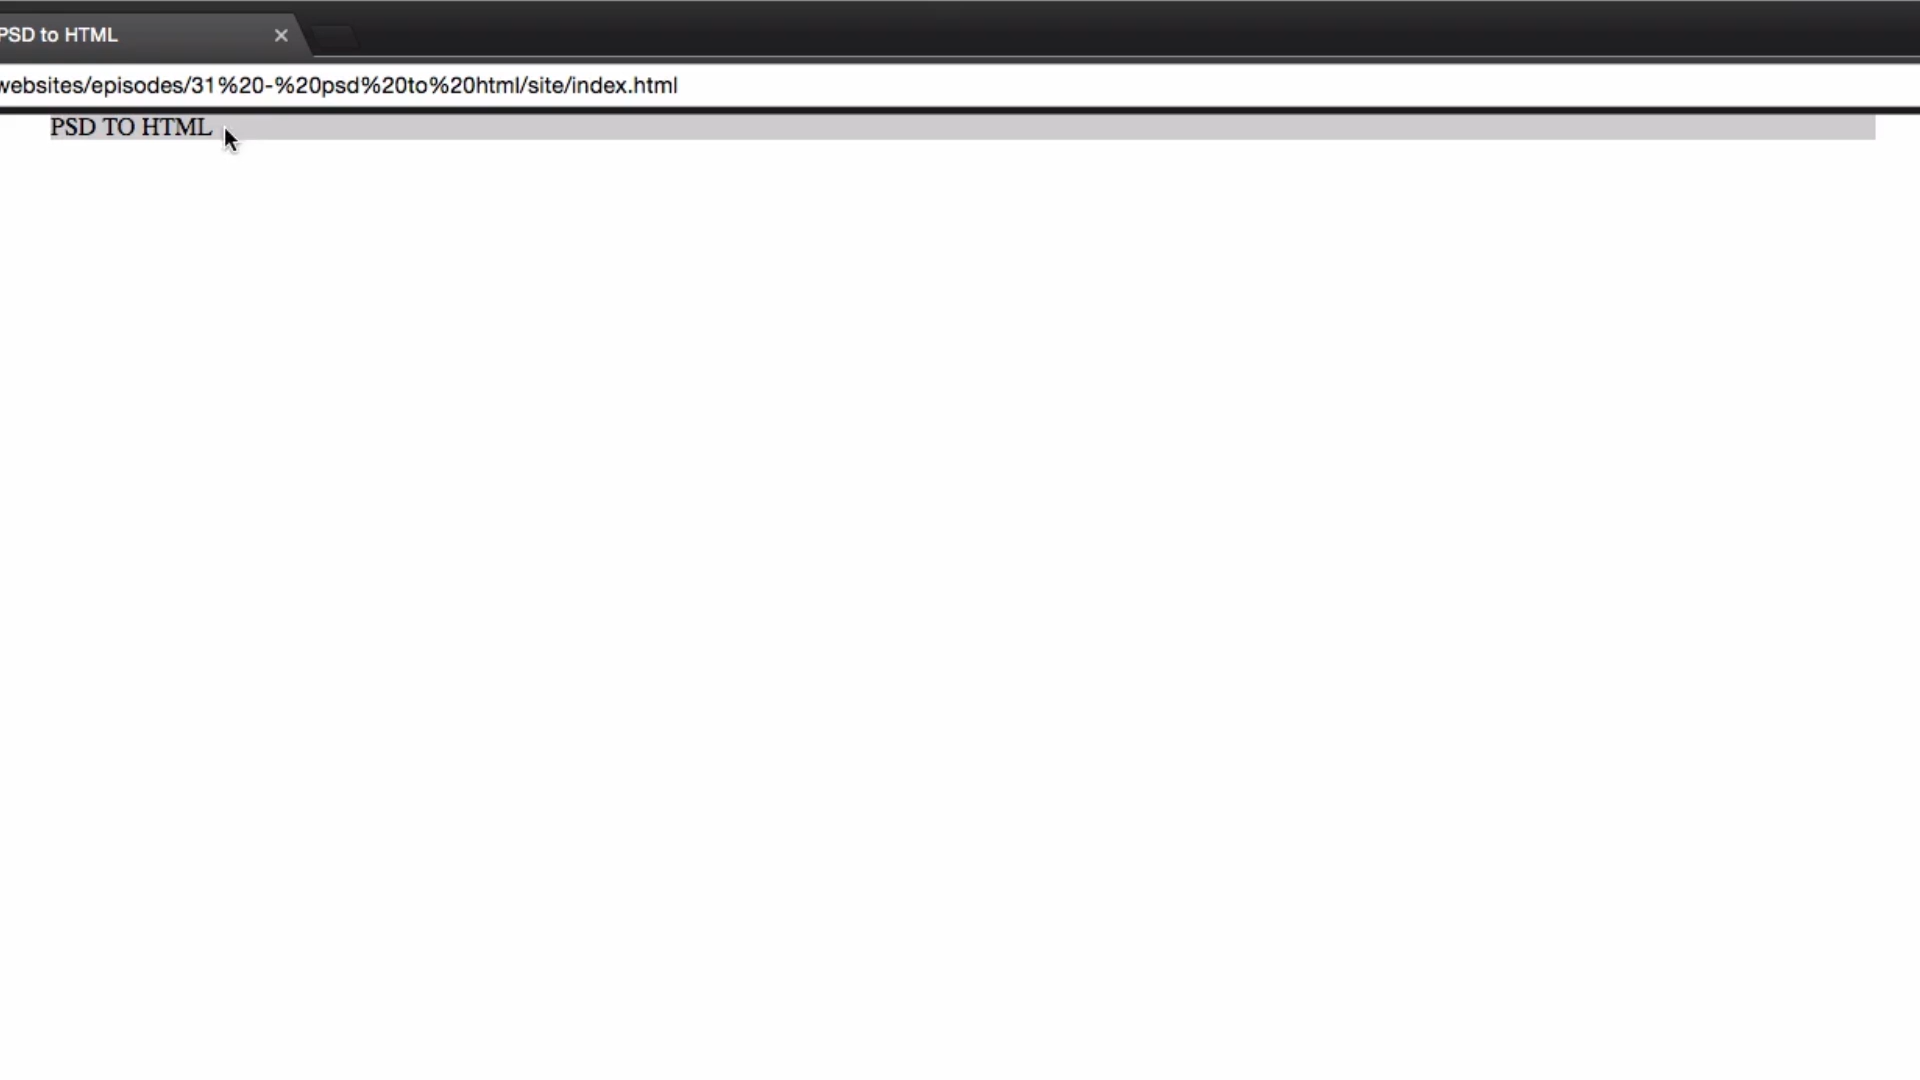 PSD to HTML
websites/episodes/31%20-%20psd%20to%20html/site/index.html
PSD TO HTML